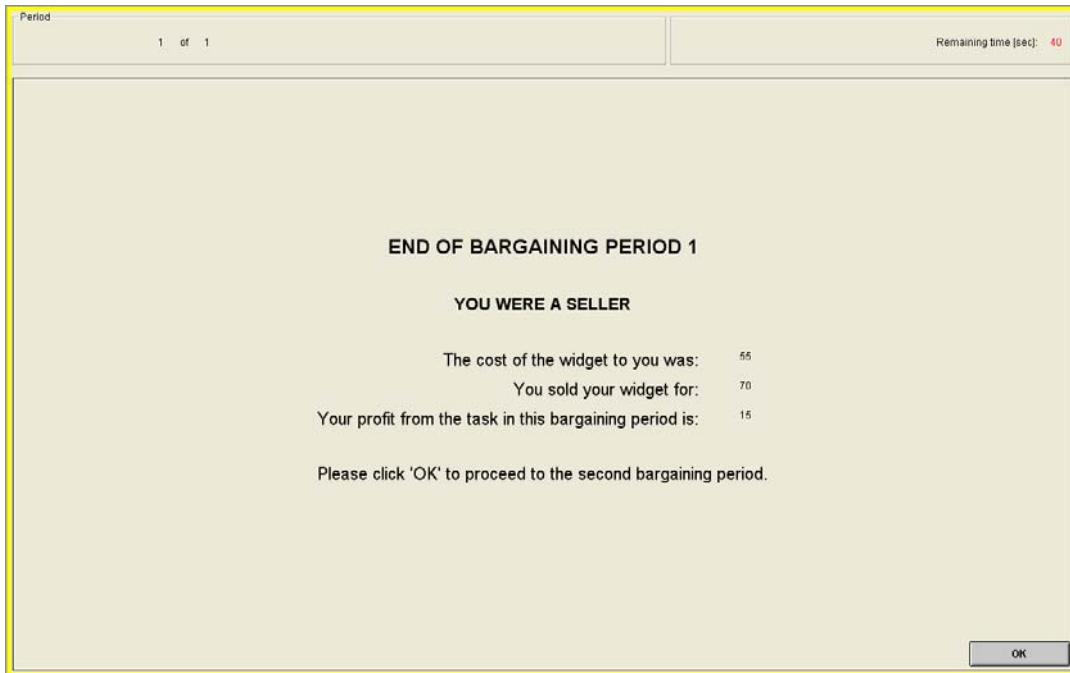 Period
1 of 1
Remaining time [sec]: 40
END OF BARGAINING PERIOD 1
YOU WERE A SELLER
The cost of the widget to you was: 55
You sold your widget for: 70
Your profit from the task in this bargaining period is: 15
Please click 'OK' to proceed to the second bargaining period.
OK